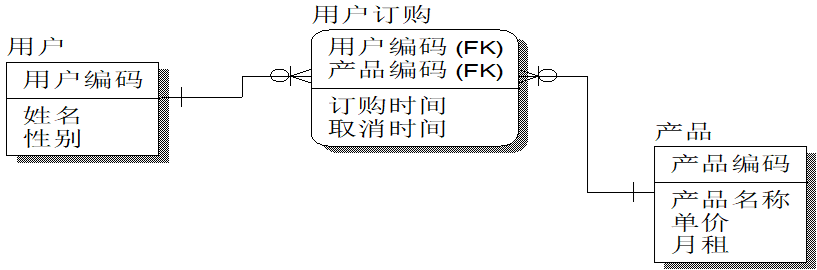 用户
用户编码
姓名
性别
用户订购
用户编码 (FK)
产品编码 (FK)
订购时间
取消时间
产品
产品编码
产品名称
单价
月租